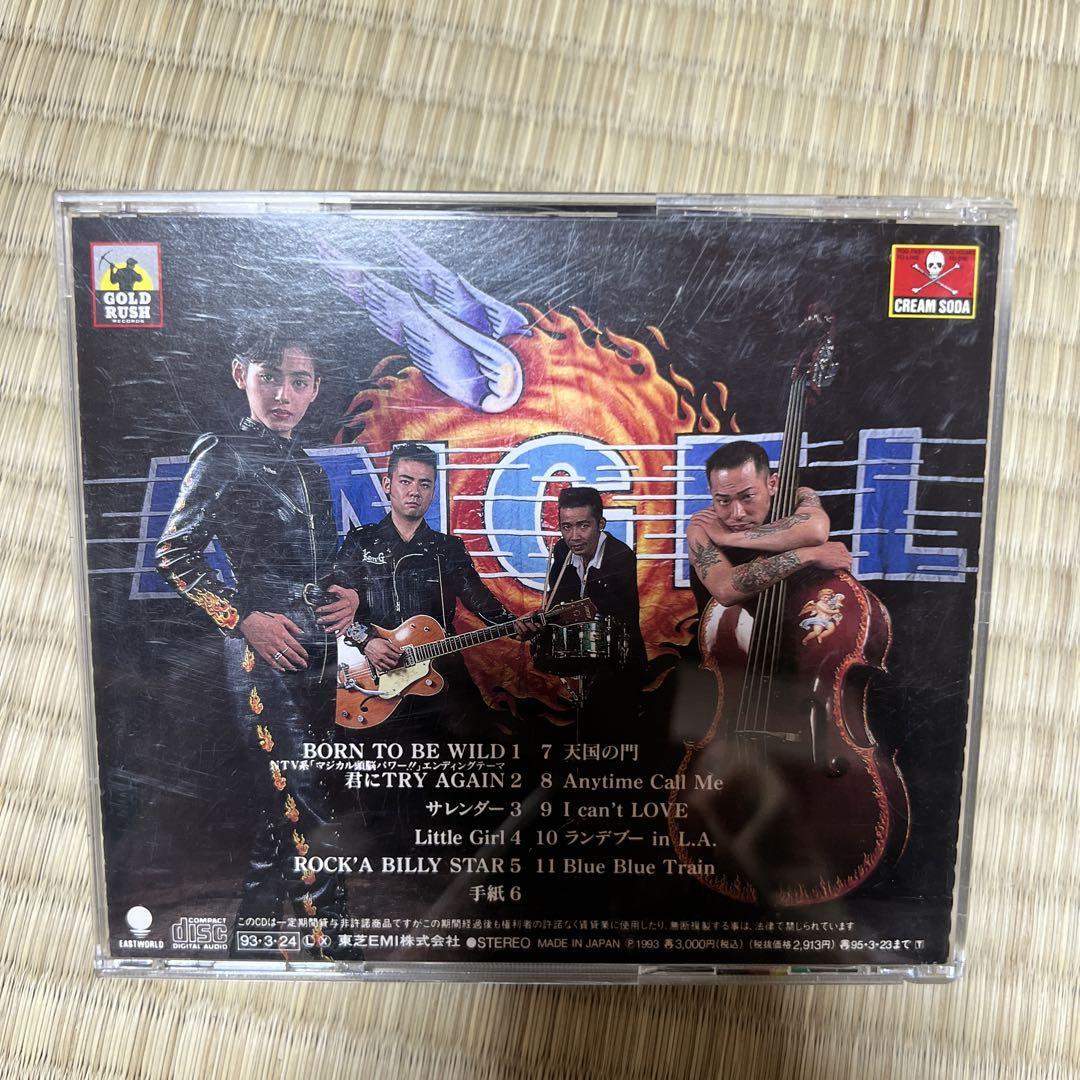 GOLD
RUSH
RECORDS
CREAM SODA
ANGEL
BORN TO BE WILD 1
NTV系「マジカル頭脳パワー!!」エンディングテーマ
君にTRY AGAIN 2
サレンダー 3
Little Girl 4
ROCK'A BILLY STAR 5
手紙 6
7 天国の門
8 Anytime Call Me
9 I can't LOVE
10 ランデブー in L.A.
11 Blue Blue Train
EASTWORLD
COMPACT
disc
DIGITAL AUDIO
このCDは一定期間貸与非許諾商品ですがこの期間経過後も権利者の許諾なく賃貸業に使用したり、無断複製する事は、法律で禁じられています
93・3・24 Ⓛ Ⓧ 東芝EMI株式会社 ●STEREO MADE IN JAPAN Ⓟ1993 再3,000円(税込)(税抜価格2,913円) 再95・3・23まで T